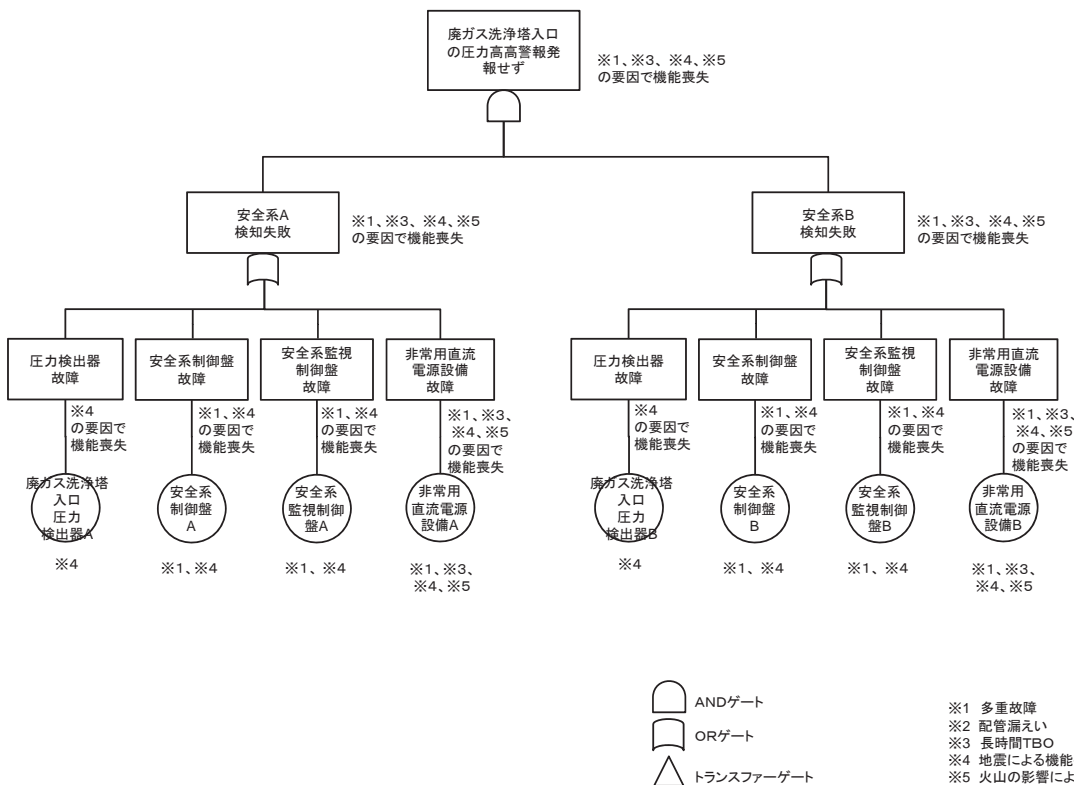 廃ガス洗浄塔入口
の圧力高高警報発
報せず
※1、※3、※4、※5
の要因で機能喪失
安全系A
検知失敗
※1、※3、※4、※5
の要因で機能喪失
安全系B
検知失敗
※1、※3、※4、※5
の要因で機能喪失
圧力検出器
故障
安全系制御盤
故障
安全系監視
制御盤
故障
非常用直流
電源設備
故障
圧力検出器
故障
安全系制御盤
故障
安全系監視
制御盤
故障
非常用直流
電源設備
故障
※4
の要因で
機能喪失
※1、※4
の要因で
機能喪失
※1、※4
の要因で
機能喪失
※1、※3、
※4、※5
の要因で
機能喪失
※4
の要因で
機能喪失
※1、※4
の要因で
機能喪失
※1、※4
の要因で
機能喪失
※1、※3、
※4、※5
の要因で
機能喪失
廃ガス洗浄塔
入口
圧力
検出器A
安全系
制御盤
A
安全系
監視制御
盤A
非常用
直流電源
設備A
廃ガス洗浄塔
入口
圧力
検出器B
安全系
制御盤
B
安全系
監視制御
盤B
非常用
直流電源
設備B
※4
※1、※4
※1、※4
※1、※3、
※4、※5
※4
※1、※4
※1、※4
※1、※3、
※4、※5
ANDゲート
ORゲート
トランスファーゲート
※1 多重故障
※2 配管漏えい
※3 長時間TBO
※4 地震による機能
※5 火山の影響によ